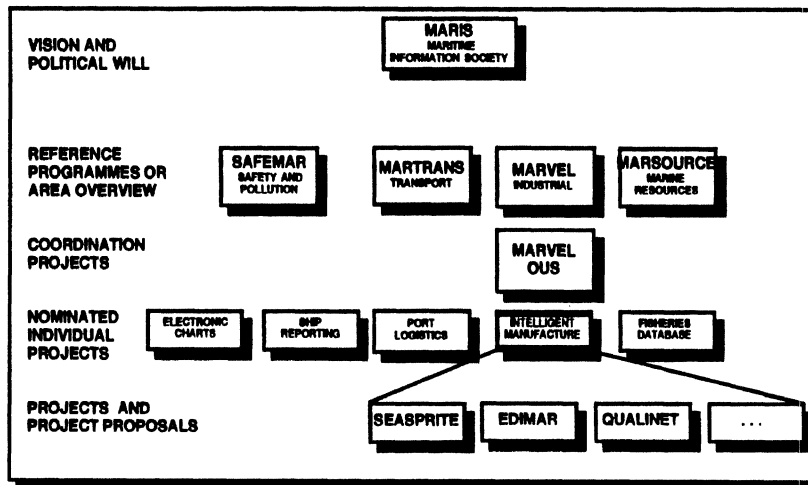 VISION AND
POLITICAL WILL
MARIS
MARITIME
INFORMATION SOCIETY
REFERENCE
PROGRAMMES OR
AREA OVERVIEW
SAFEMAR
SAFETY AND
POLLUTION
MARTRANS
TRANSPORT
MARVEL
INDUSTRIAL
MARSOURCE
MARINE
RESOURCES
COORDINATION
PROJECTS
MARVEL
OUS
NOMINATED
INDIVIDUAL
PROJECTS
ELECTRONIC
CHARTS
SHIP
REPORTING
PORT
LOGISTICS
INTELLIGENT
MANUFACTURE
FISHERIES
DATABASE
PROJECTS AND
PROJECT PROPOSALS
SEASPRITE
EDIMAR
QUALINET
...